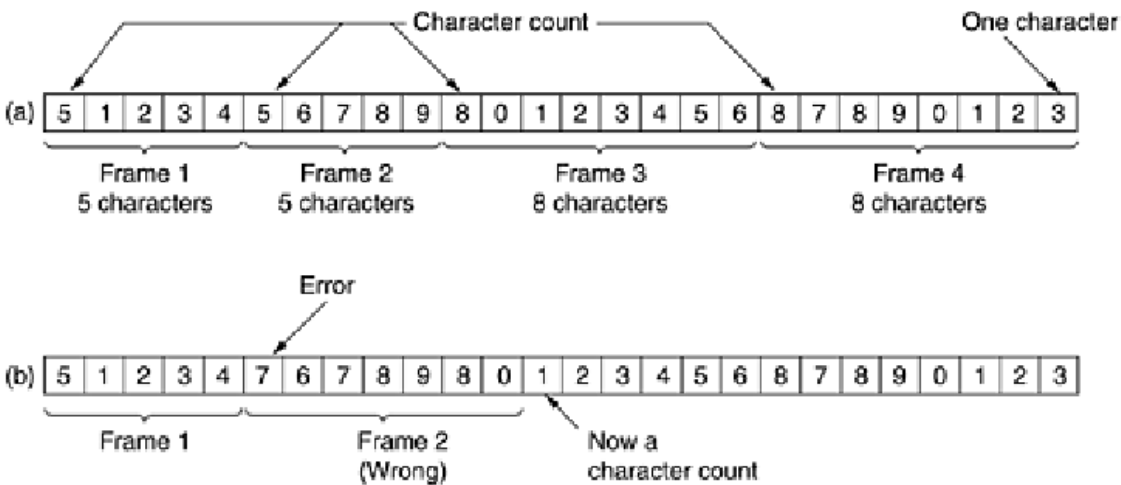 Character count One character
(a) 5 1 2 3 4 5 6 7 8 9 8 0 1 2 3 4 5 6 8 7 8 9 0 1 2 3
Frame 1 Frame 2 Frame 3 Frame 4
5 characters 5 characters 8 characters 8 characters
Error
(b) 5 1 2 3 4 7 6 7 8 9 8 0 1 2 3 4 5 6 8 7 8 9 0 1 2 3
Frame 1 Frame 2 Now a
(Wrong) character count